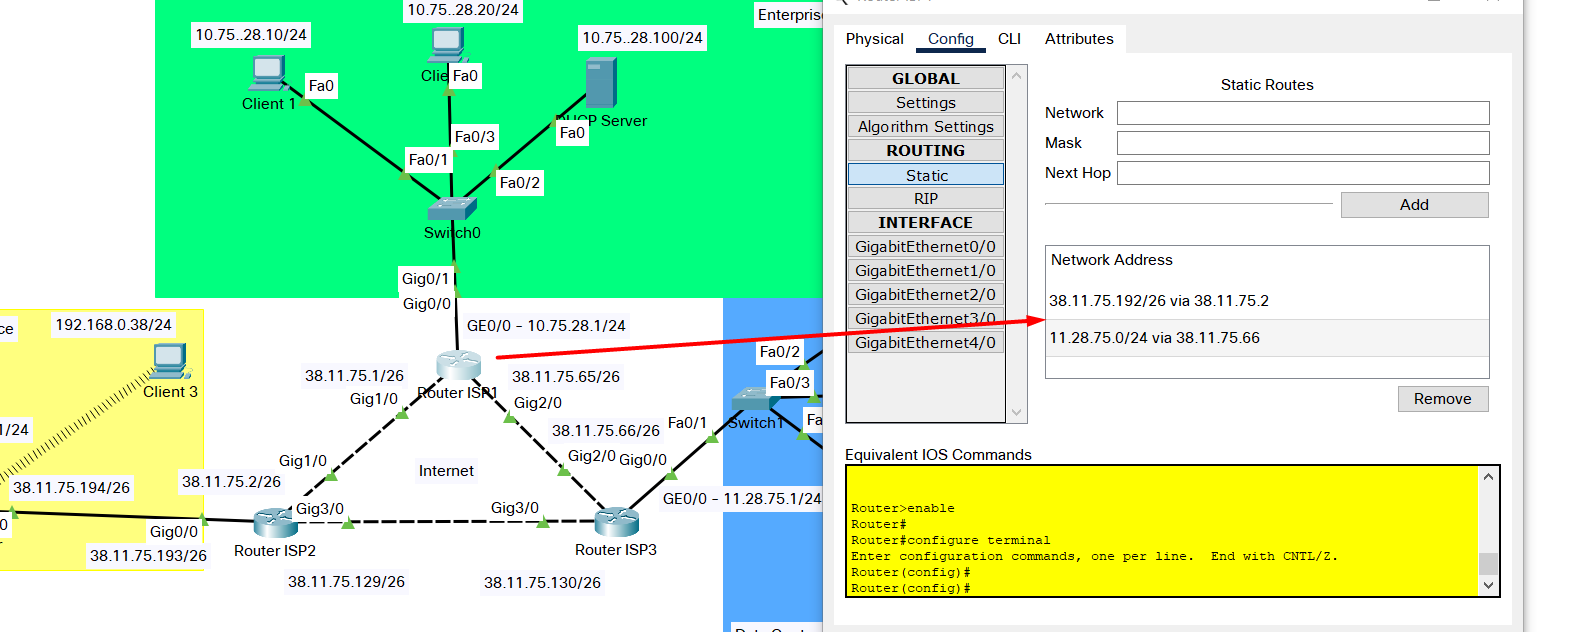 10.75..28.20/24
Enterpris
10.75..28.10/24
10.75..28.100/24
Clie
Fa0
Fa0
Client 1
DHCP Server
Fa0
Fa0/3
Fa0/1
Fa0/2
Switch0
Gig0/1
Gig0/0
ce
192.168.0.38/24
GE0/0 - 10.75.28.1/24
Client 3
38.11.75.1/26
Router ISP1
38.11.75.65/26
Gig1/0
Gig2/0
Fa0/2
Fa0/3
Fa
1/24
38.11.75.66/26
Fa0/1
Switch1
Gig1/0
Internet
Gig2/0
Gig0/0
38.11.75.194/26
38.11.75.2/26
GE0/0 - 11.28.75.1/24
Gig3/0
Gig3/0
0
Gig0/0
38.11.75.193/26
Router ISP2
Router ISP3
38.11.75.129/26
38.11.75.130/26
Physical
Config
CLI
Attributes
GLOBAL
Settings
Algorithm Settings
ROUTING
Static
RIP
INTERFACE
GigabitEthernet0/0
GigabitEthernet1/0
GigabitEthernet2/0
GigabitEthernet3/0
GigabitEthernet4/0
Static Routes
Network
Mask
Next Hop
Add
Network Address
38.11.75.192/26 via 38.11.75.2
11.28.75.0/24 via 38.11.75.66
Remove
Equivalent IOS Commands
Router>enable
Router#
Router#configure terminal
Enter configuration commands, one per line.  End with CNTL/Z.
Router(config)#
Router(config)#